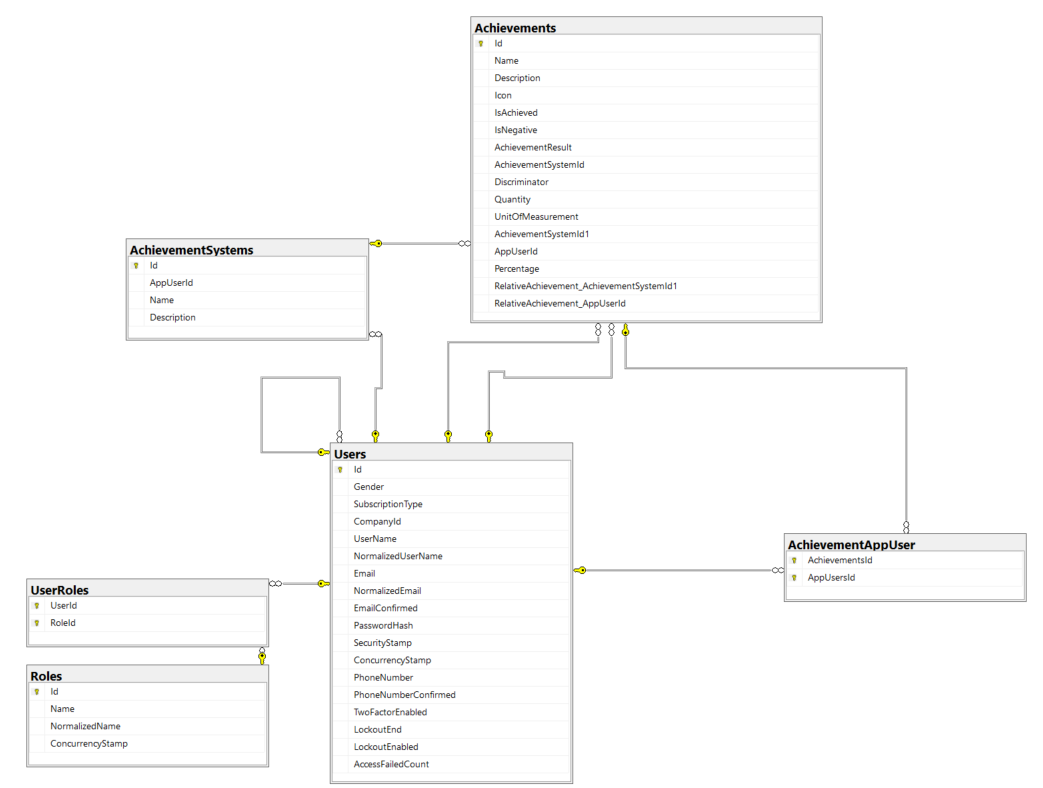 Achievements
Id
Name
Description
Icon
IsAchieved
IsNegative
AchievementResult
AchievementSystemId
Discriminator
Quantity
UnitOfMeasurement
AchievementSystemId1
AppUserId
Percentage
RelativeAchievement_AchievementSystemId1
RelativeAchievement_AppUserId
AchievementSystems
Id
AppUserId
Name
Description
Users
Id
Gender
SubscriptionType
CompanyId
UserName
NormalizedUserName
Email
NormalizedEmail
EmailConfirmed
PasswordHash
SecurityStamp
ConcurrencyStamp
PhoneNumber
PhoneNumberConfirmed
TwoFactorEnabled
LockoutEnd
LockoutEnabled
AccessFailedCount
AchievementAppUser
AchievementsId
AppUsersId
UserRoles
UserId
RoleId
Roles
Id
Name
NormalizedName
ConcurrencyStamp